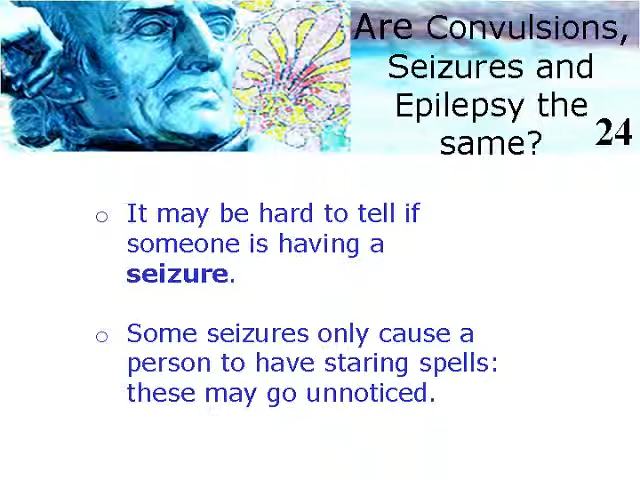 Are Convulsions,
Seizures and
Epilepsy the
same?
24
o It may be hard to tell if
someone is having a
seizure.
o Some seizures only cause a
person to have staring spells:
these may go unnoticed.